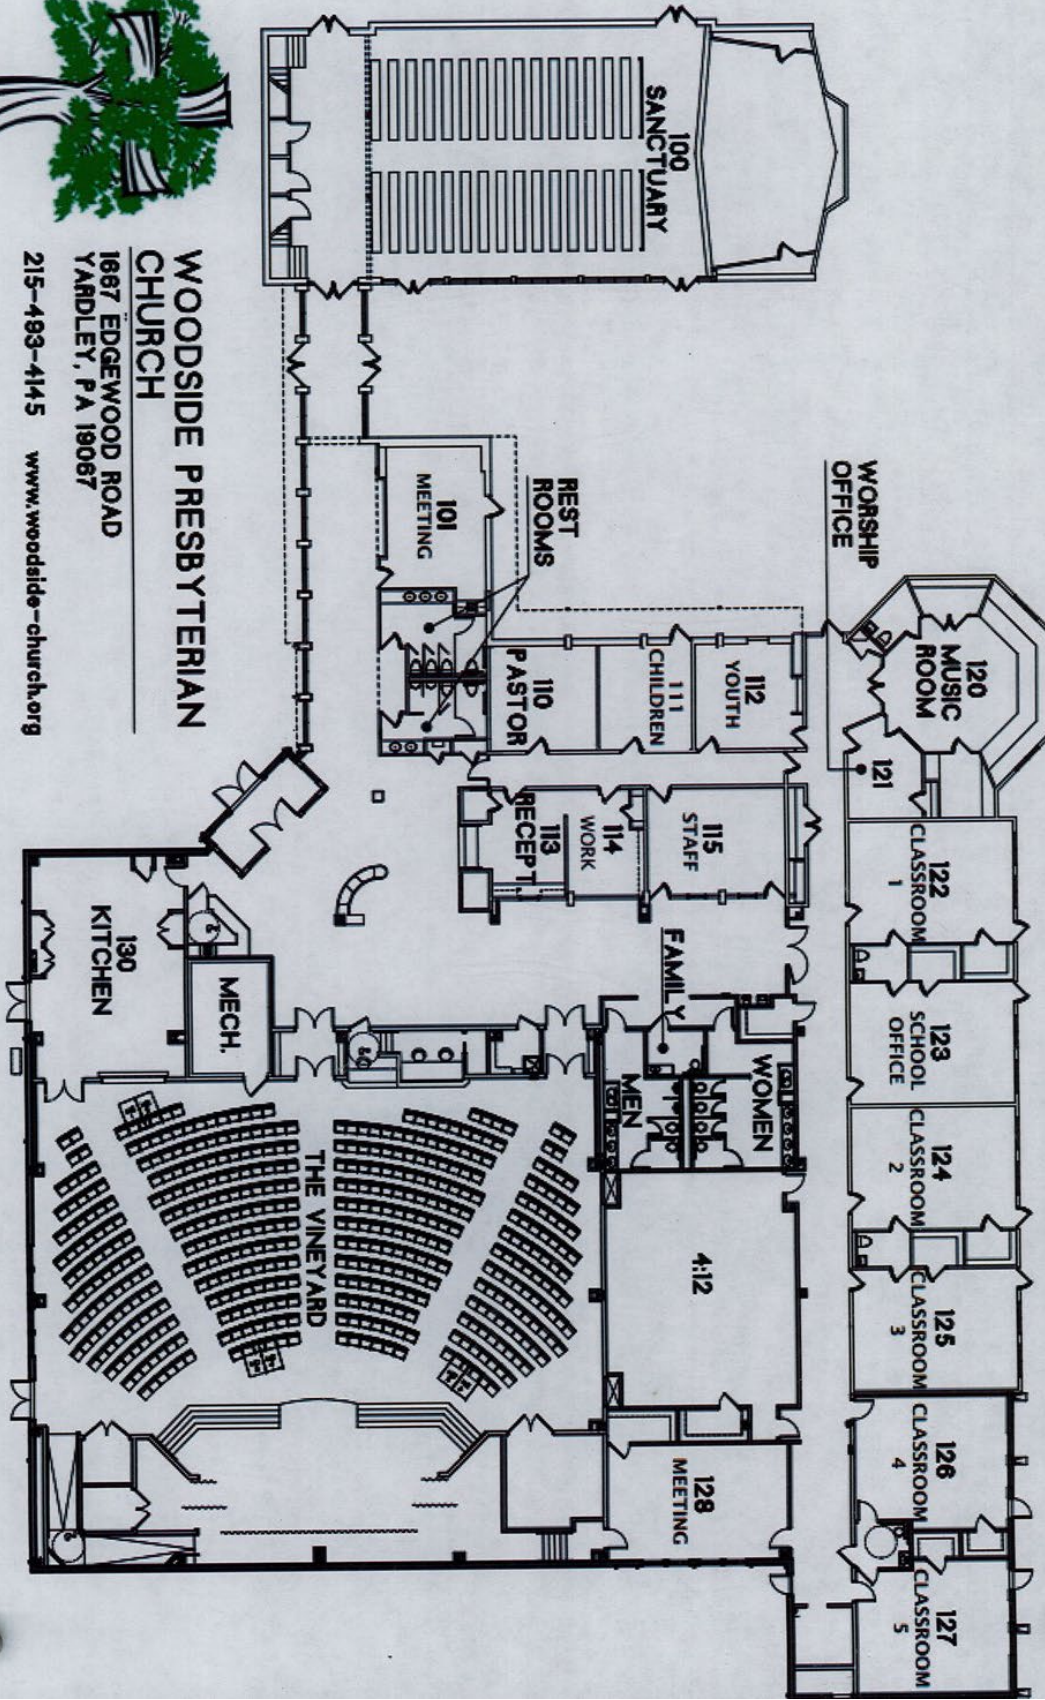 120
MUSIC
ROOM
WORSHIP
OFFICE
121
122
CLASSROOM
1
123
SCHOOL
OFFICE
124
CLASSROOM
2
125
CLASSROOM
3
126
CLASSROOM
4
127
CLASSROOM
5
100
SANCTUARY
REST
ROOMS
101
MEETING
112
YOUTH
111
CHILDREN
110
PASTOR
115
STAFF
114
WORK
113
RECEPT.
FAMILY
WOMEN
MEN
4:12
128
MEETING
THE VINEYARD
MECH.
130
KITCHEN
WOODSIDE PRESBYTERIAN
CHURCH
1667 EDGEWOOD ROAD
YARDLEY, PA 19067
215-493-4145 www.woodside-church.org